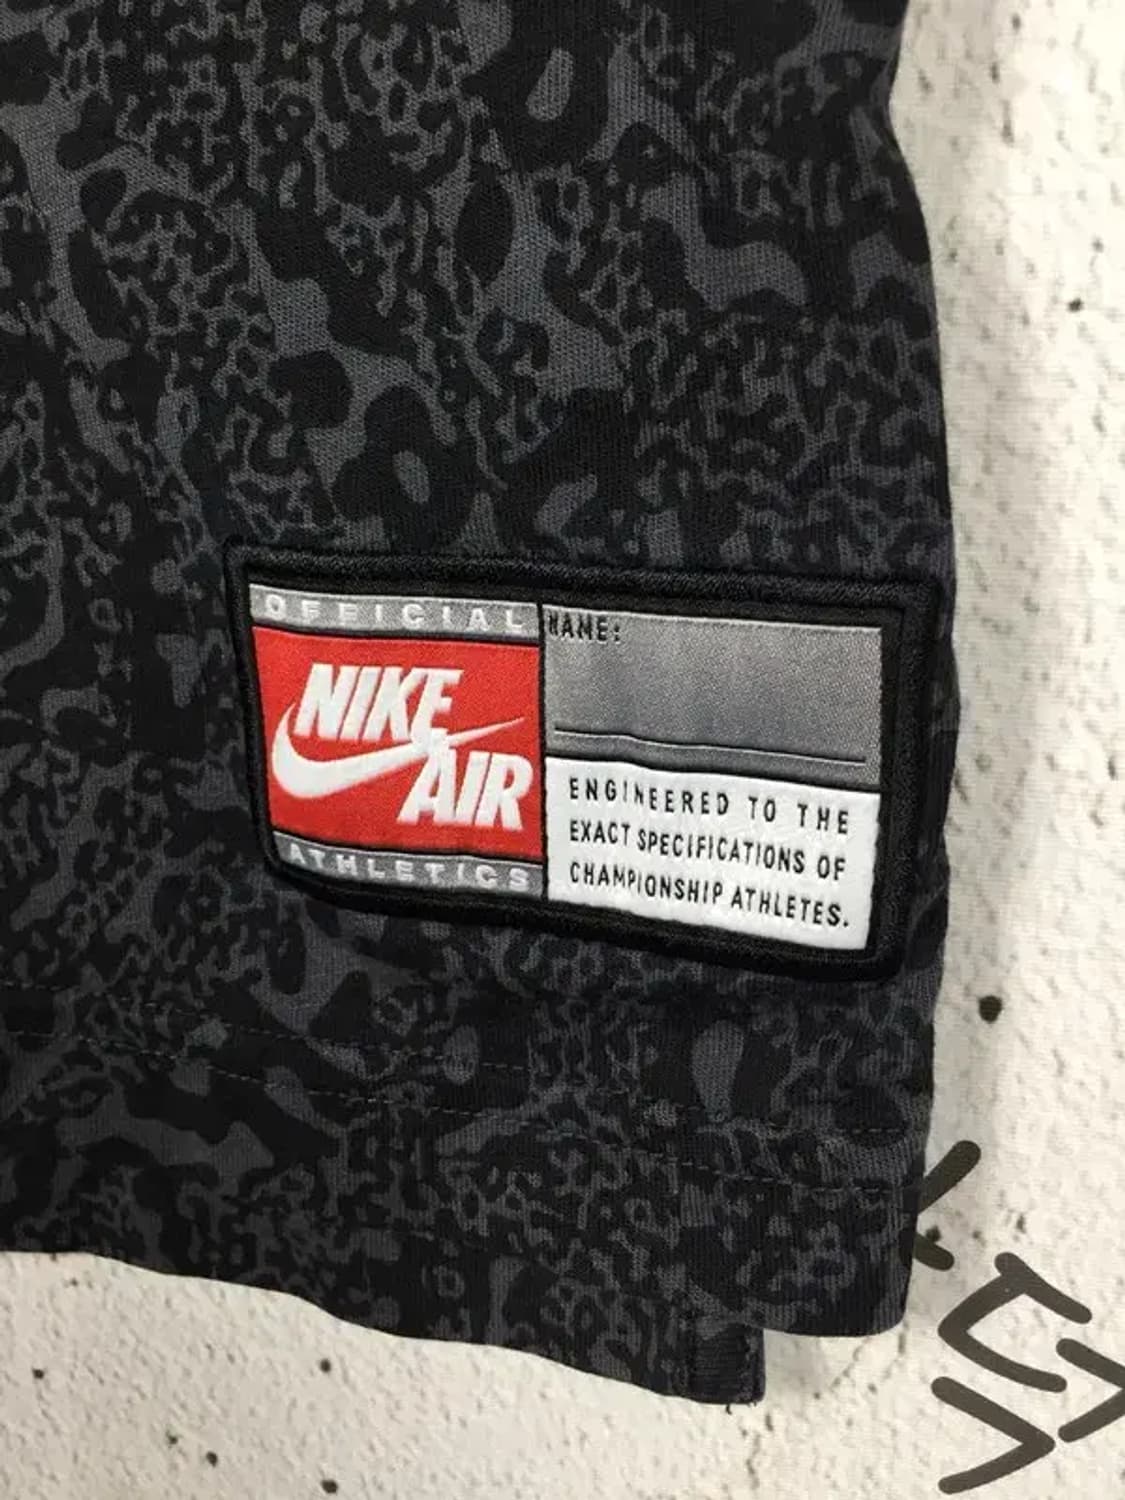 OFFICIAL
NIKE
AIR
ATHLETICS
NAME:
ENGINEERED TO THE
EXACT SPECIFICATIONS OF
CHAMPIONSHIP ATHLETES.